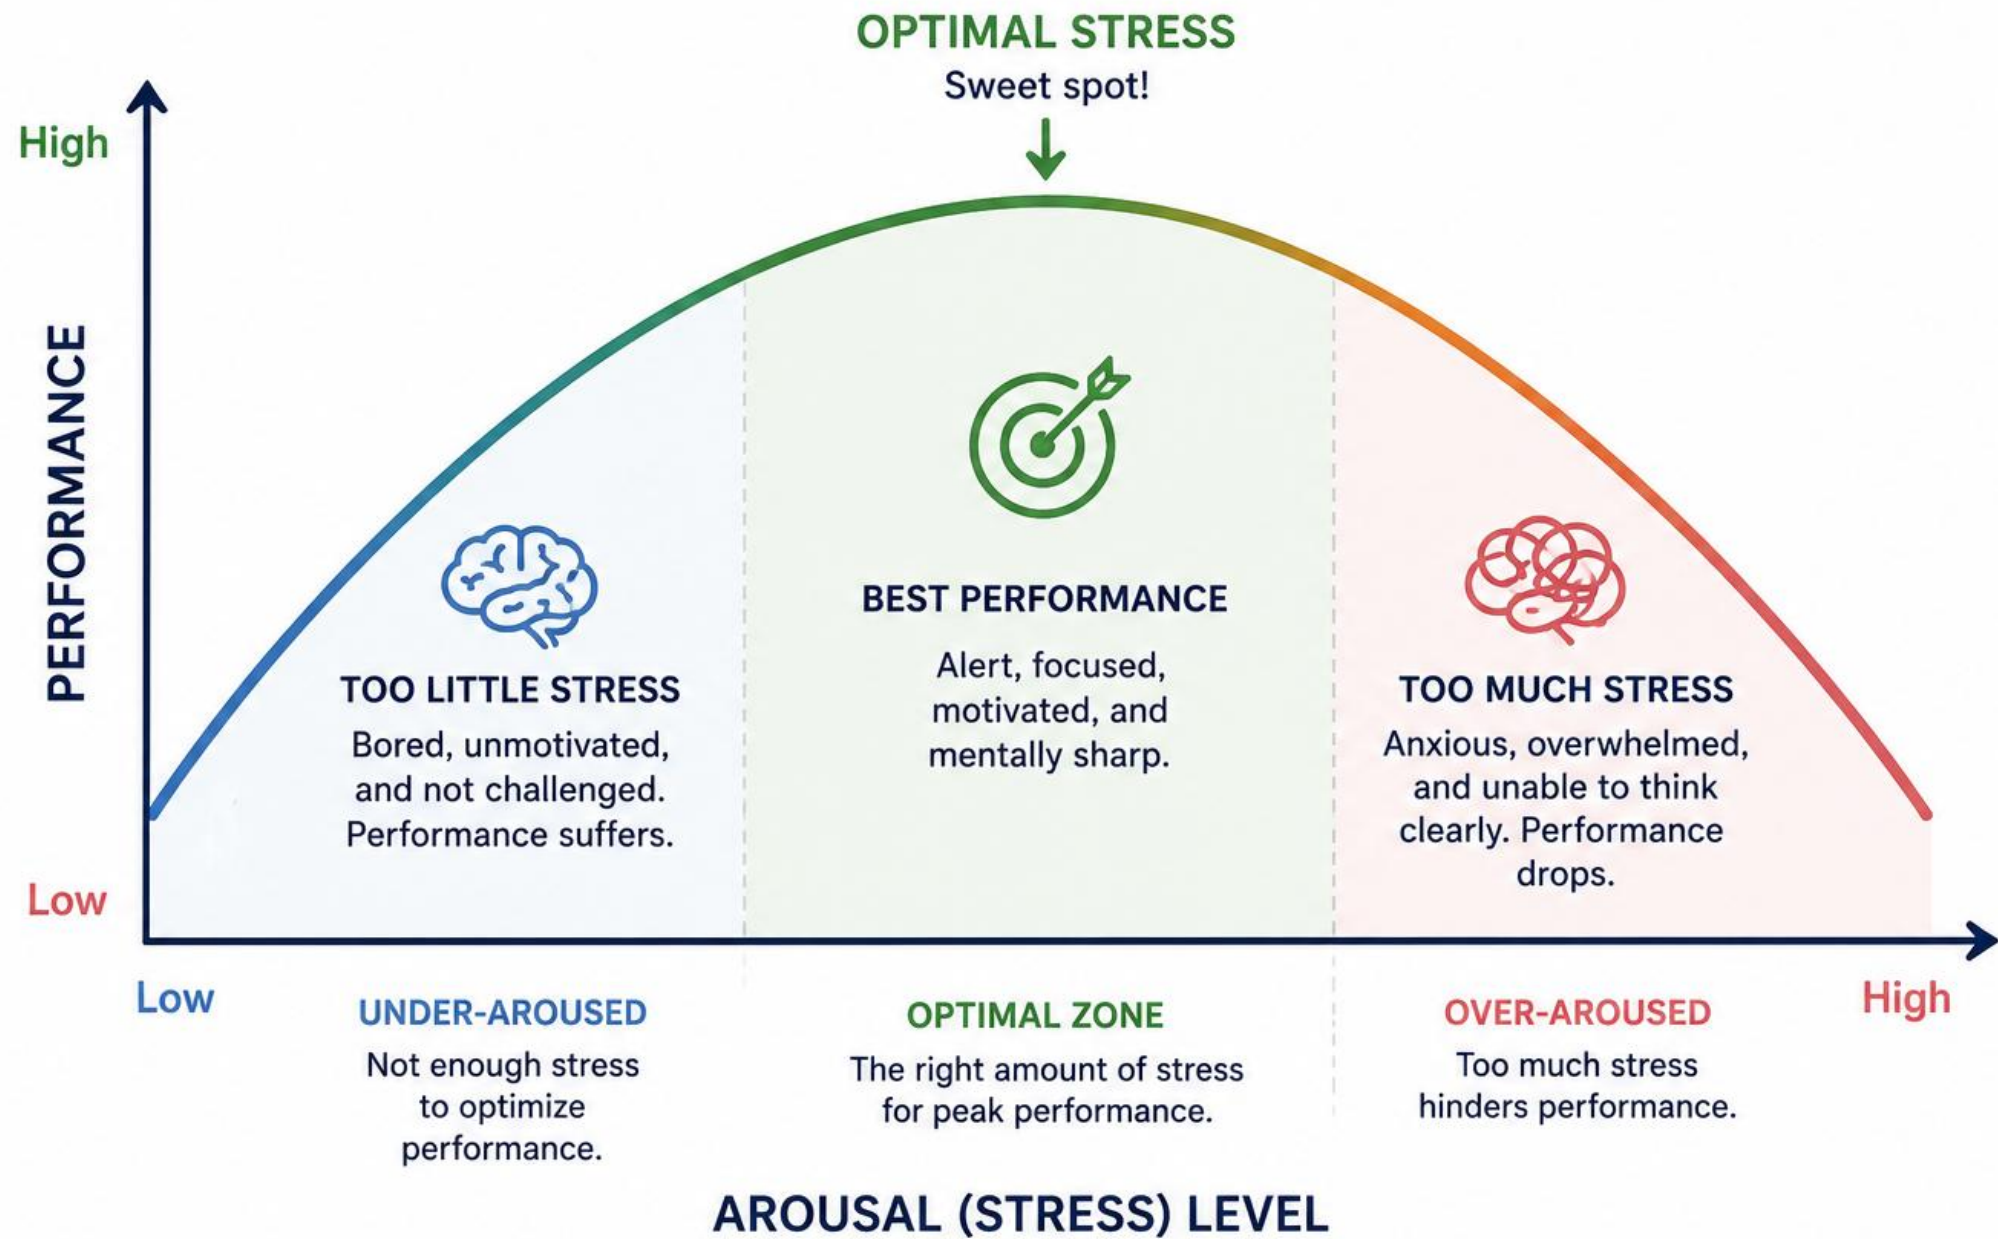 OPTIMAL STRESS
Sweet spot!
High
PERFORMANCE
Low
TOO LITTLE STRESS
Bored, unmotivated,
and not challenged.
Performance suffers.
BEST PERFORMANCE
Alert, focused,
motivated, and
mentally sharp.
TOO MUCH STRESS
Anxious, overwhelmed,
and unable to think
clearly. Performance
drops.
Low
UNDER-AROUSED
Not enough stress
to optimize
performance.
OPTIMAL ZONE
The right amount of stress
for peak performance.
OVER-AROUSED
Too much stress
hinders performance.
High
AROUSAL (STRESS) LEVEL